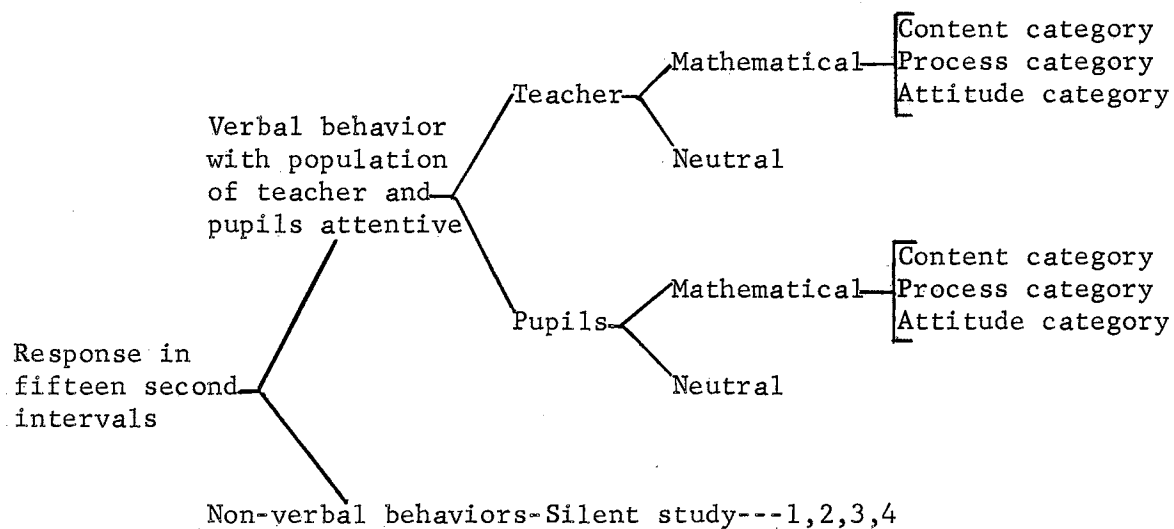 Content category
Mathematical
Process category
Attitude category
Teacher
Verbal behavior
with population
of teacher and
pupils attentive
Neutral
Content category
Mathematical
Process category
Attitude category
Pupils
Neutral
Response in
fifteen second
intervals
Non-verbal behaviors-Silent study---1,2,3,4